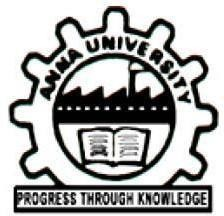 ANNA UNIVERSITY
PROGRESS THROUGH KNOWLEDGE